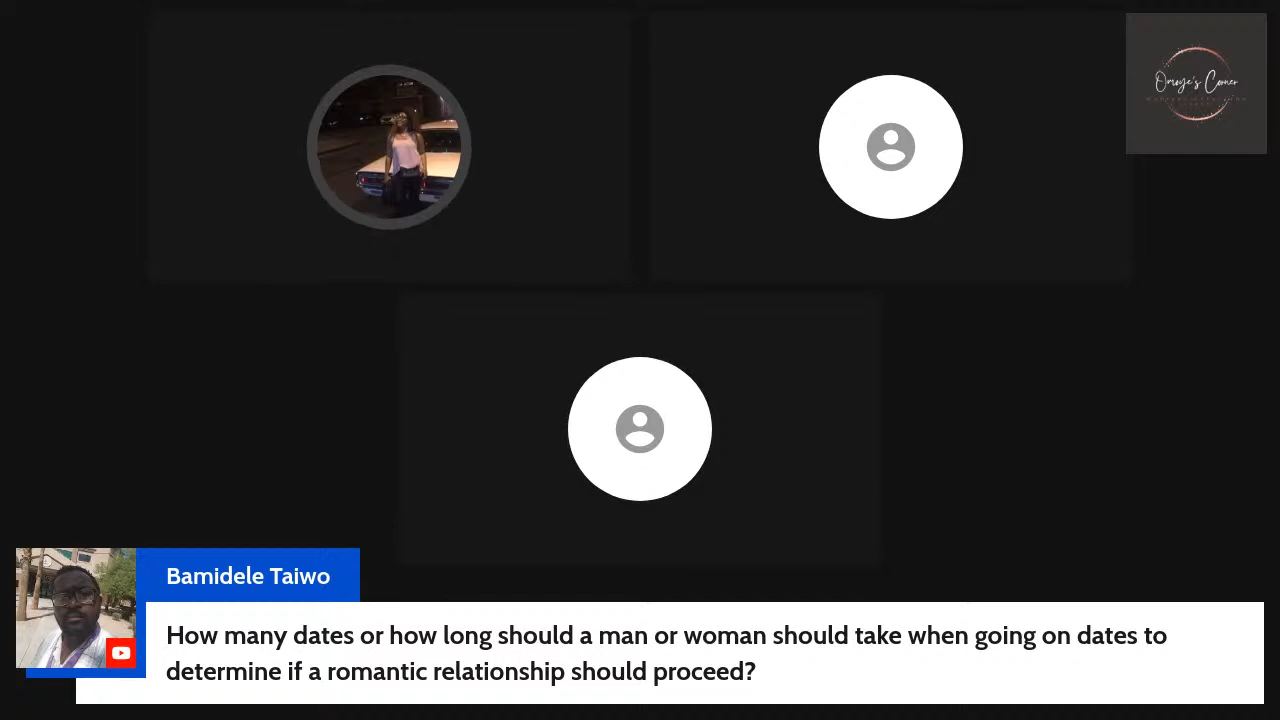 Omoye's Corner
Bamidele Taiwo
How many dates or how long should a man or woman should take when going on dates to
determine if a romantic relationship should proceed?